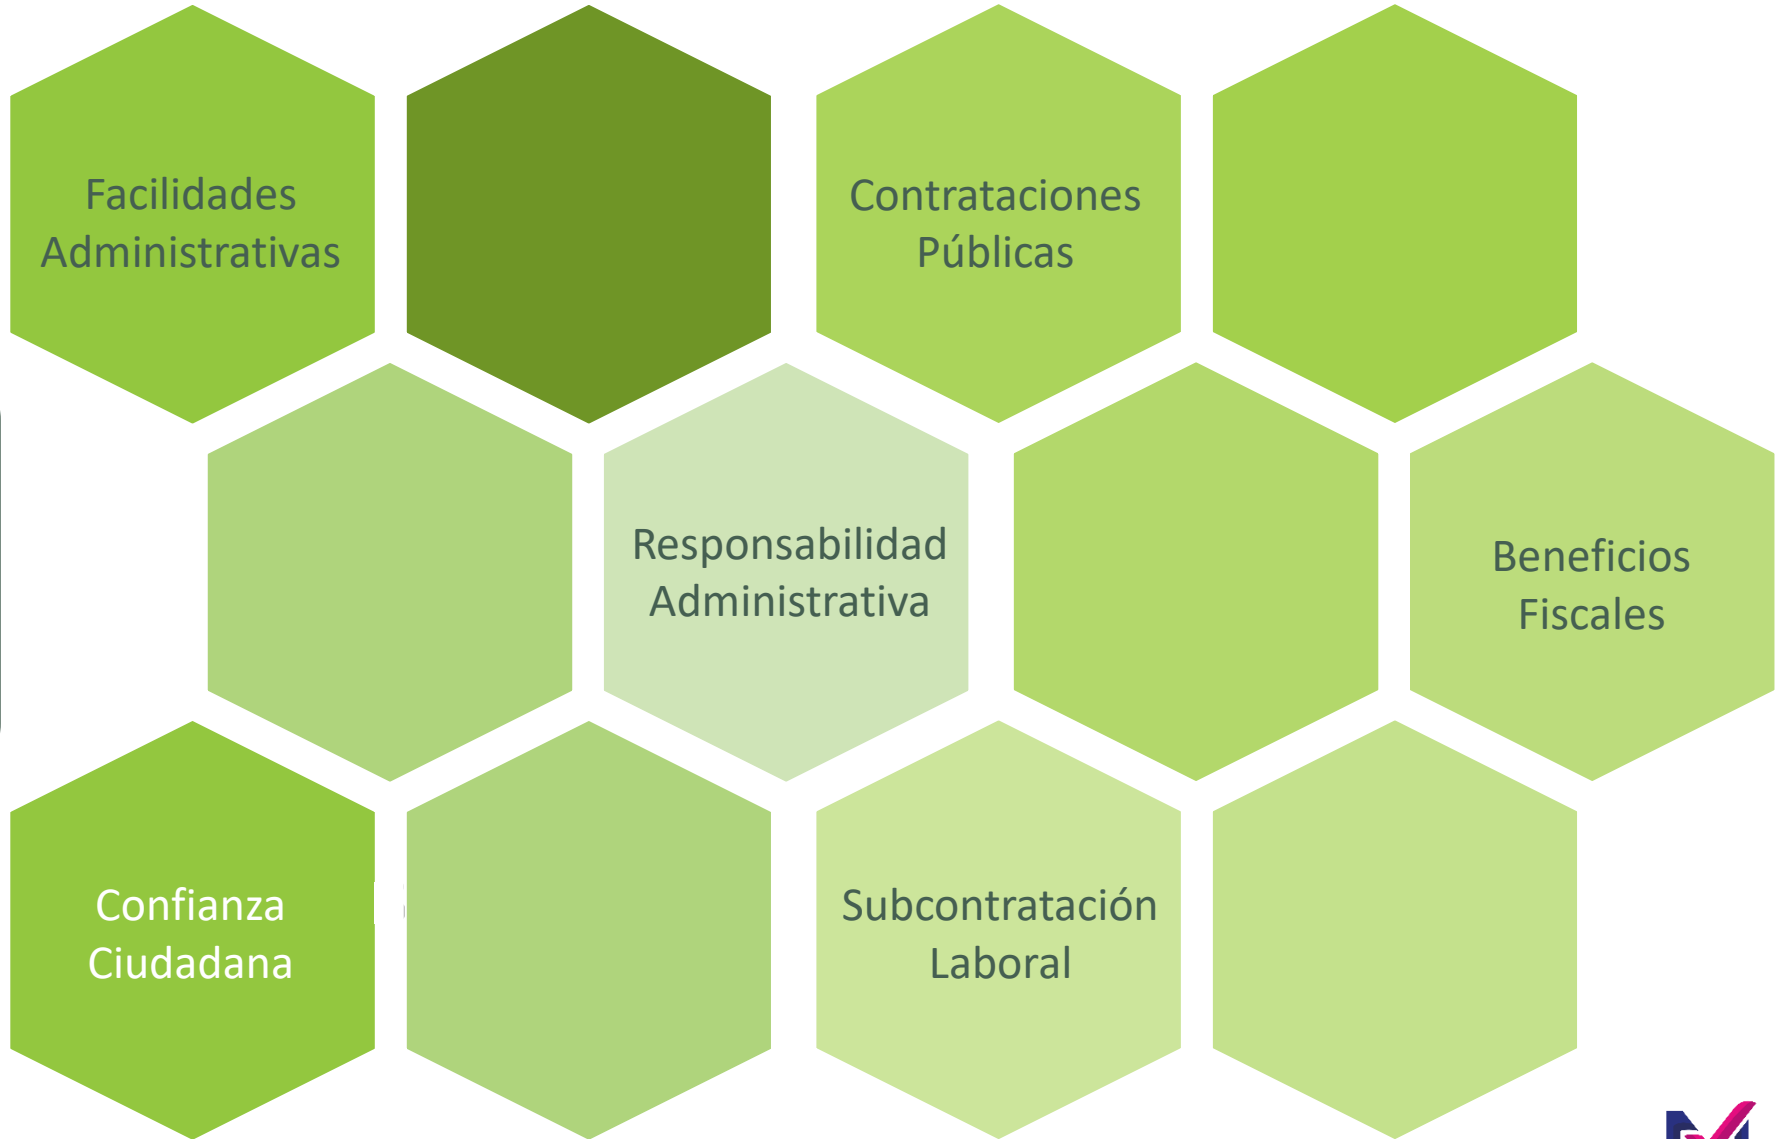 Facilidades
Administrativas
Contrataciones
Públicas
Responsabilidad
Administrativa
Beneficios
Fiscales
Confianza
Ciudadana
Subcontratación
Laboral